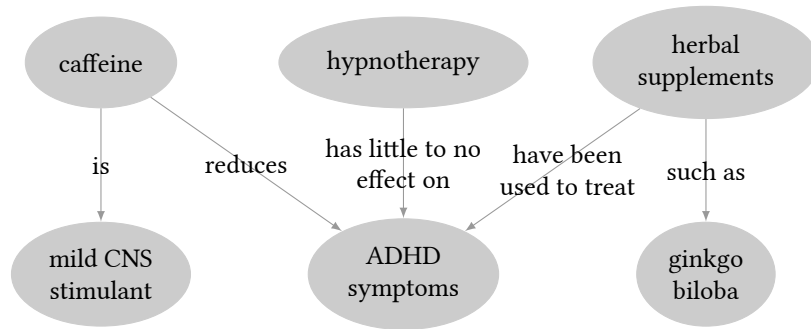 caffeine
hypnotherapy
herbal
supplements
is
reduces
has little to no
effect on
have been
used to treat
such as
mild CNS
stimulant
ADHD
symptoms
ginkgo
biloba